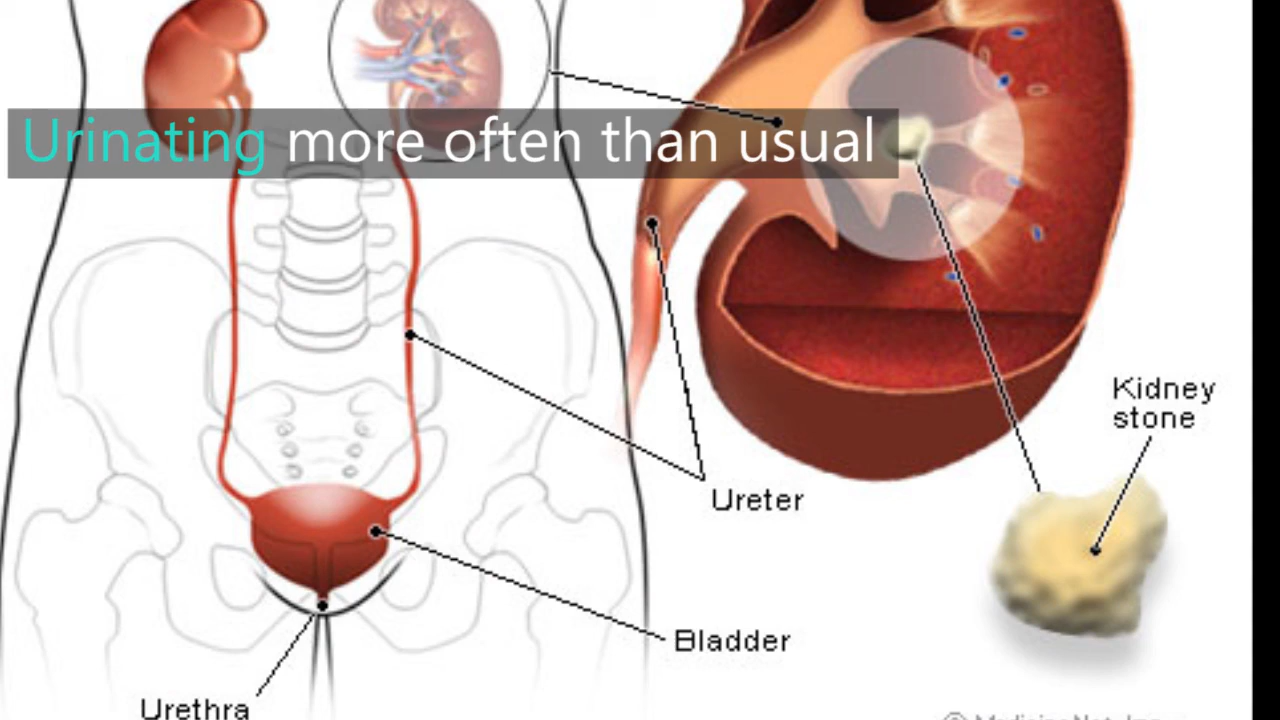 Urinating more often than usual
Kidney
stone
Ureter
Bladder
Urethra